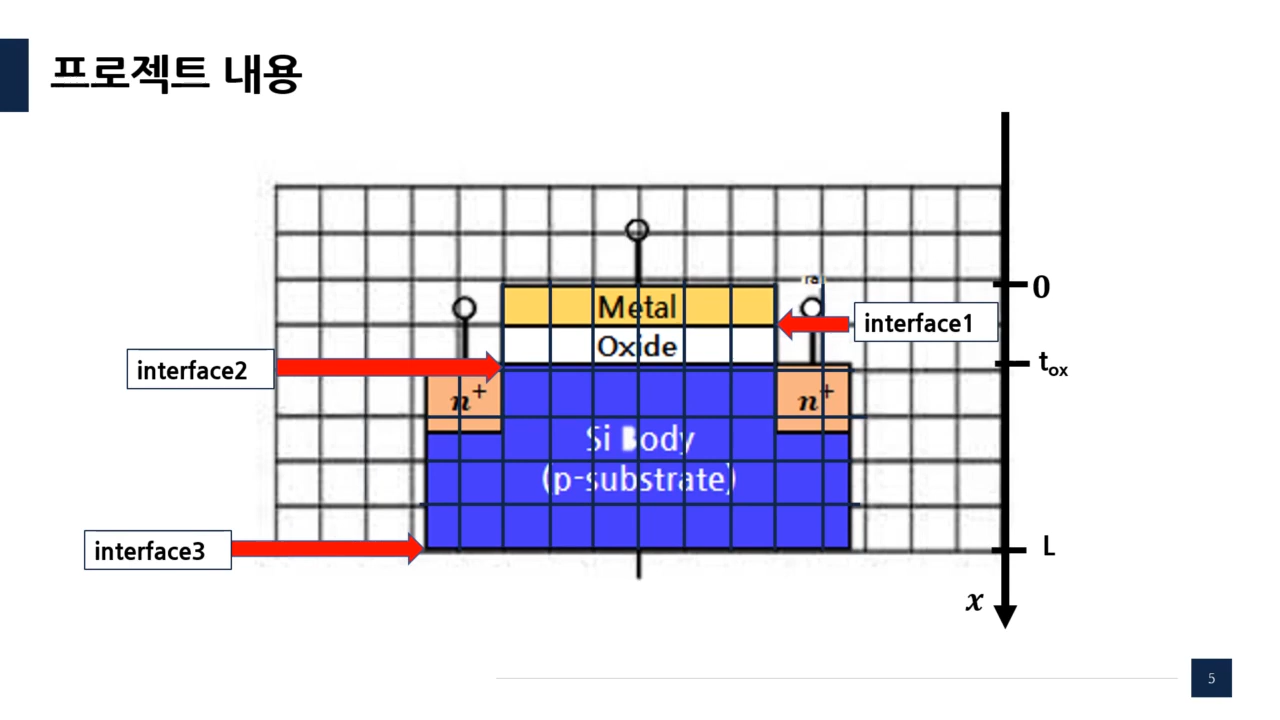 프로젝트 내용
0
Metal
interface1
Oxide
tox
interface2
n+
n+
Si Body
(p-substrate)
interface3
L
x
5